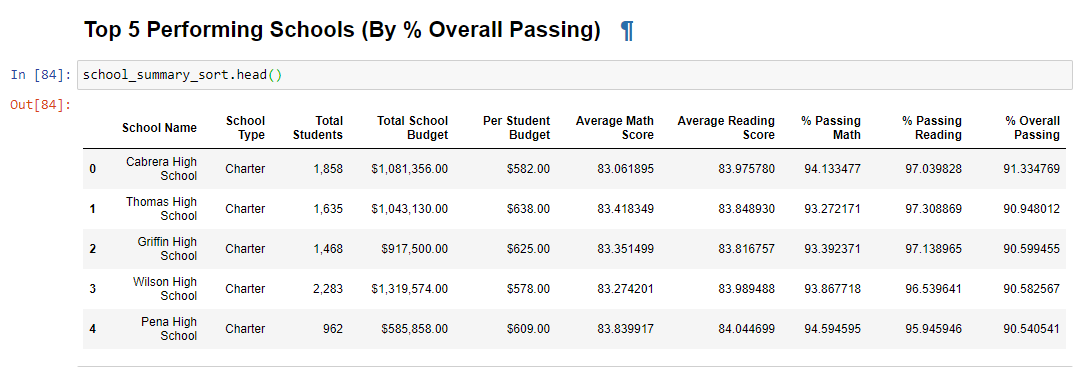 Top 5 Performing Schools (By % Overall Passing) ¶
In [84]: school_summary_sort.head()
Out[84]:
School Name School Type Total Students Total School Budget Per Student Budget Average Math Score Average Reading Score % Passing Math % Passing Reading % Overall Passing
0 Cabrera High School Charter 1,858 $1,081,356.00 $582.00 83.061895 83.975780 94.133477 97.039828 91.334769
1 Thomas High School Charter 1,635 $1,043,130.00 $638.00 83.418349 83.848930 93.272171 97.308869 90.948012
2 Griffin High School Charter 1,468 $917,500.00 $625.00 83.351499 83.816757 93.392371 97.138965 90.599455
3 Wilson High School Charter 2,283 $1,319,574.00 $578.00 83.274201 83.989488 93.867718 96.539641 90.582567
4 Pena High School Charter 962 $585,858.00 $609.00 83.839917 84.044699 94.594595 95.945946 90.540541